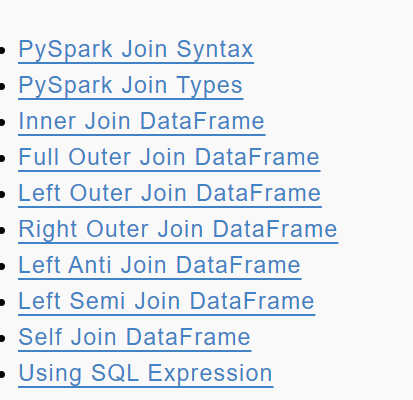 PySpark Join Syntax
PySpark Join Types
Inner Join DataFrame
Full Outer Join DataFrame
Left Outer Join DataFrame
Right Outer Join DataFrame
Left Anti Join DataFrame
Left Semi Join DataFrame
Self Join DataFrame
Using SQL Expression